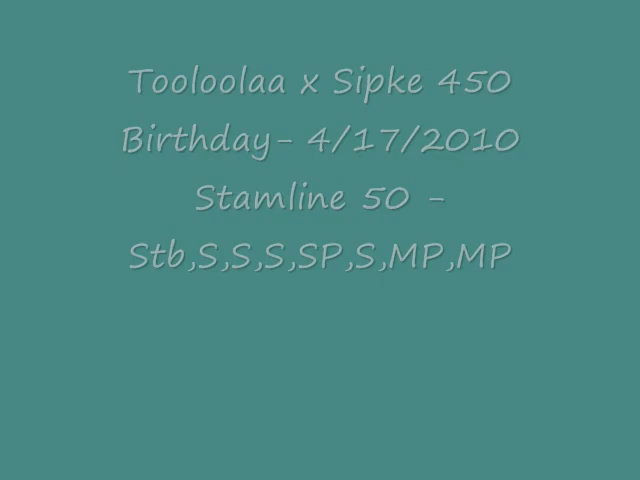 Tooloolaa x Sipke 450
Birthday- 4/17/2010
Stamline 50 -
Stb,S,S,S,SP,S,MP,MP